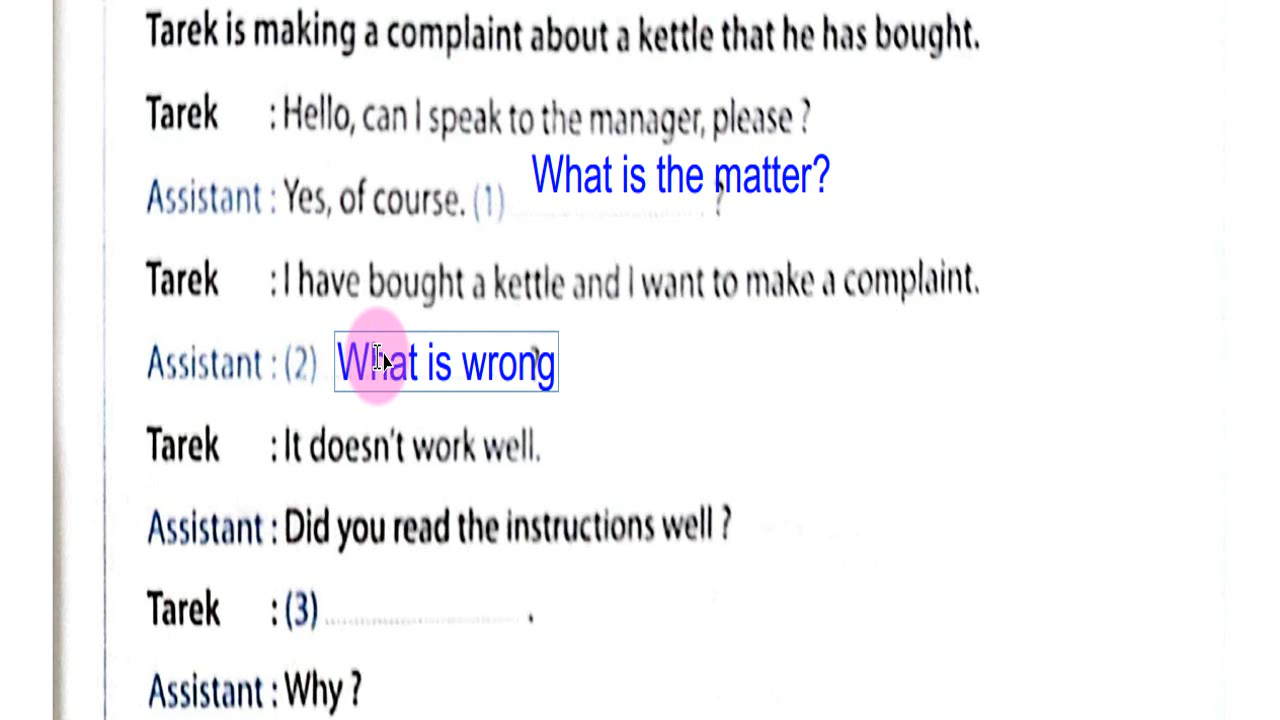 Tarek is making a complaint about a kettle that he has bought.
Tarek : Hello, can I speak to the manager, please ?
What is the matter?
Assistant : Yes, of course. (1) ........................ ?
Tarek : I have bought a kettle and I want to make a complaint.
Assistant : (2) What is wrong ?
Tarek : It doesn't work well.
Assistant : Did you read the instructions well ?
Tarek : (3) ........................ .
Assistant : Why ?